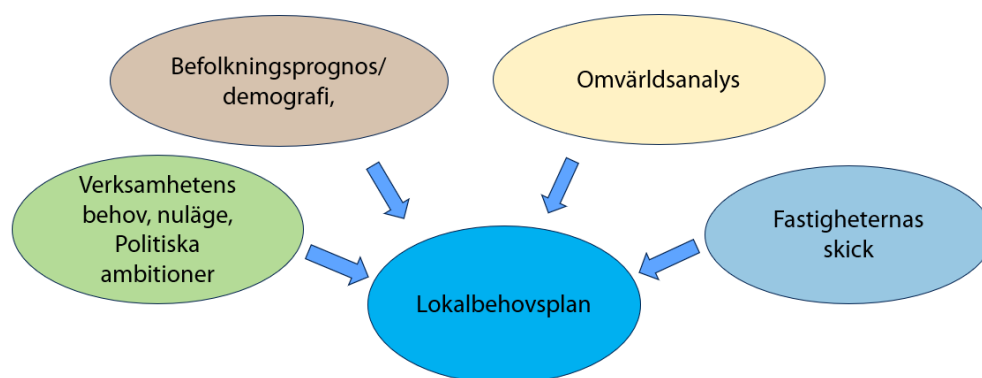 Befolkningsprognos/
demografi,
Omvärldsanalys
Verksamhetens
behov, nuläge,
Politiska
ambitioner
Fastigheternas
skick
Lokalbehovsplan